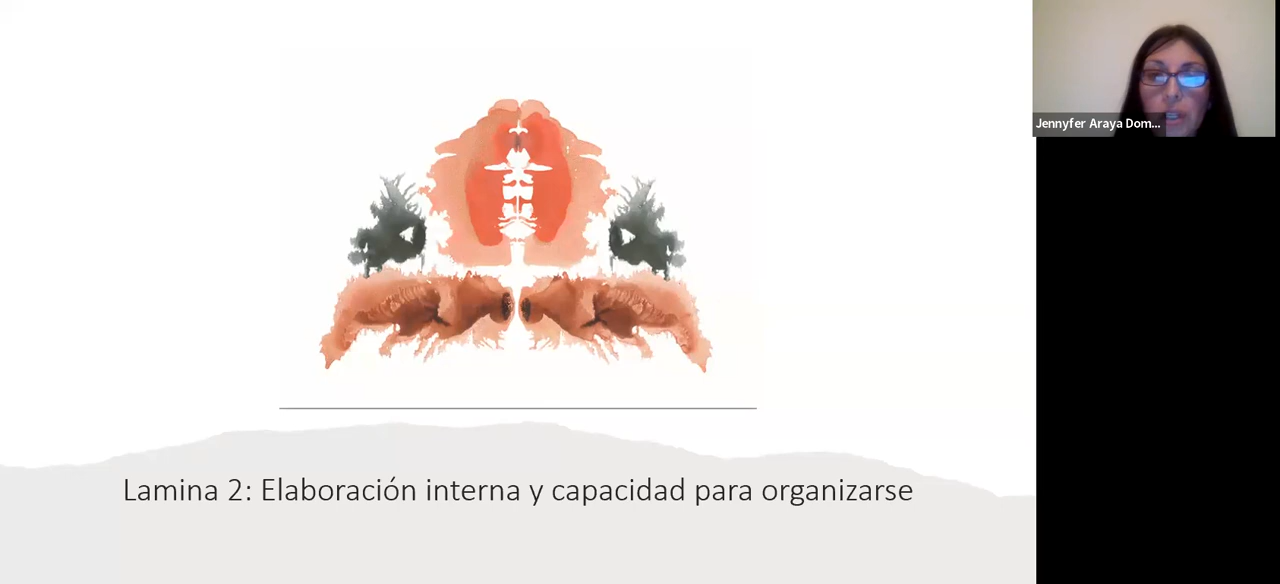 Jennyfer Araya Dom...
Lamina 2: Elaboración interna y capacidad para organizarse